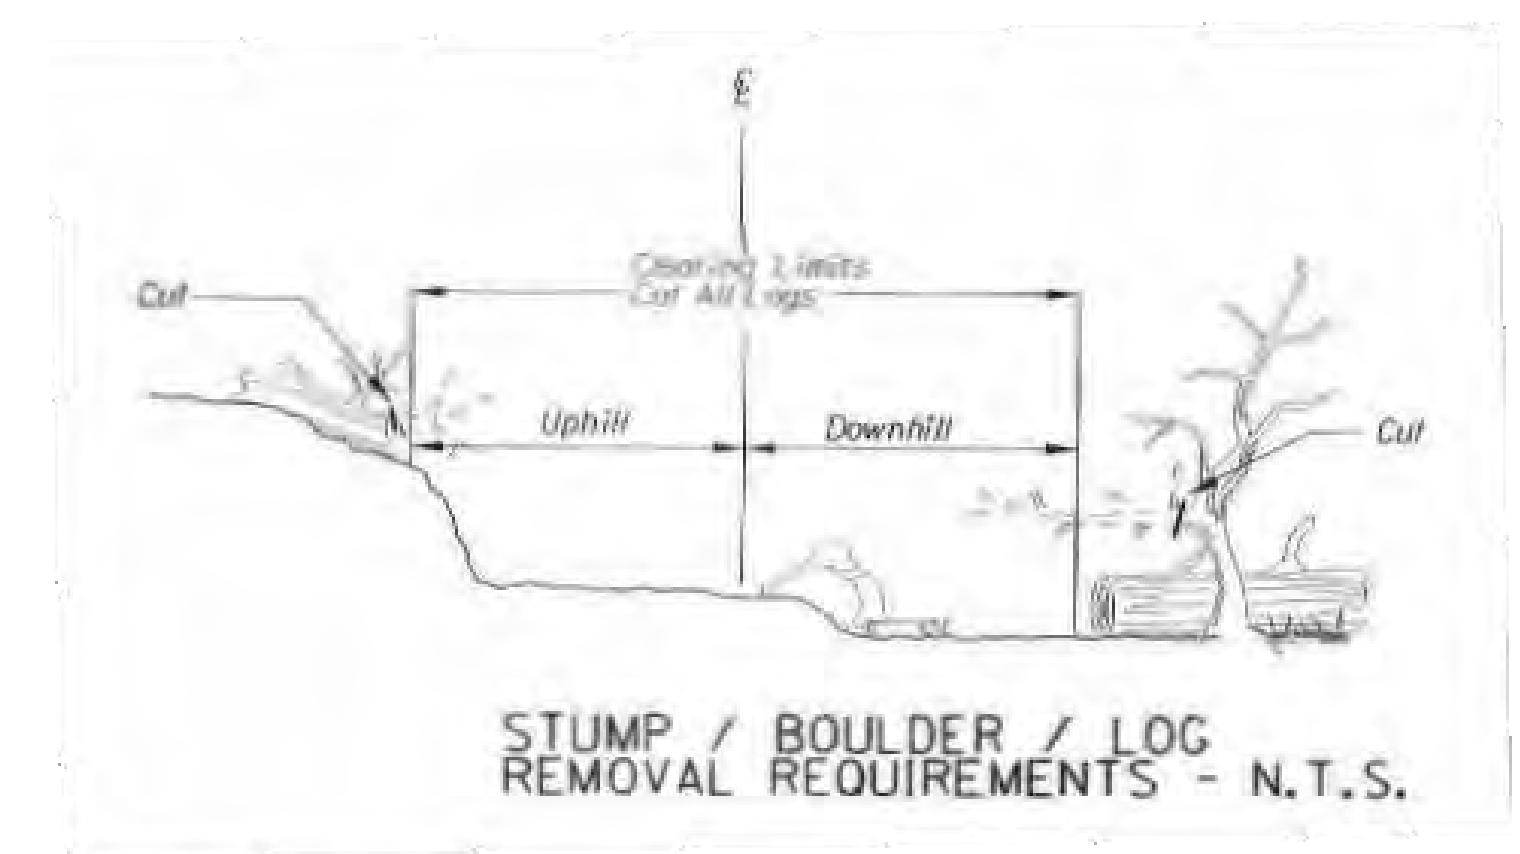 ℄
Clearing Limits
Cut All Logs
Cut
Uphill
Downhill
Cut
STUMP / BOULDER / LOG
REMOVAL REQUIREMENTS - N.T.S.